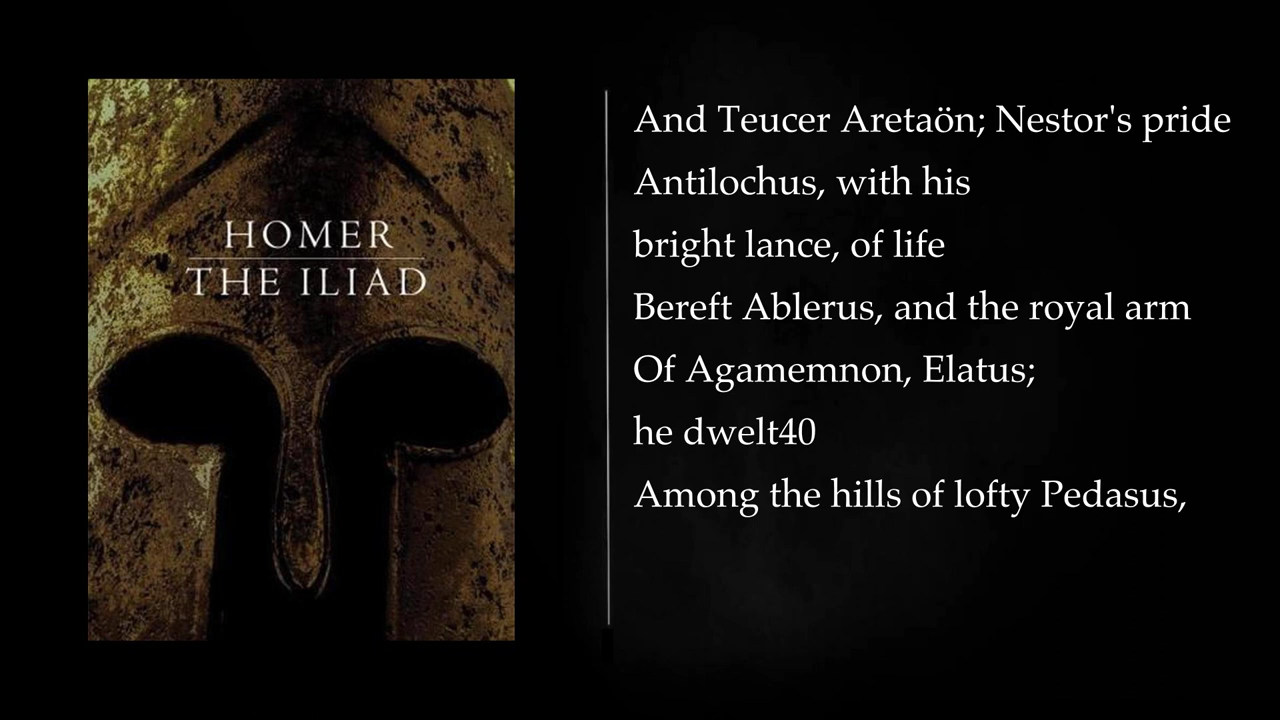 HOMER
THE ILIAD
And Teucer Aretaön; Nestor's pride
Antilochus, with his
bright lance, of life
Bereft Ablerus, and the royal arm
Of Agamemnon, Elatus;
he dwelt40
Among the hills of lofty Pedasus,